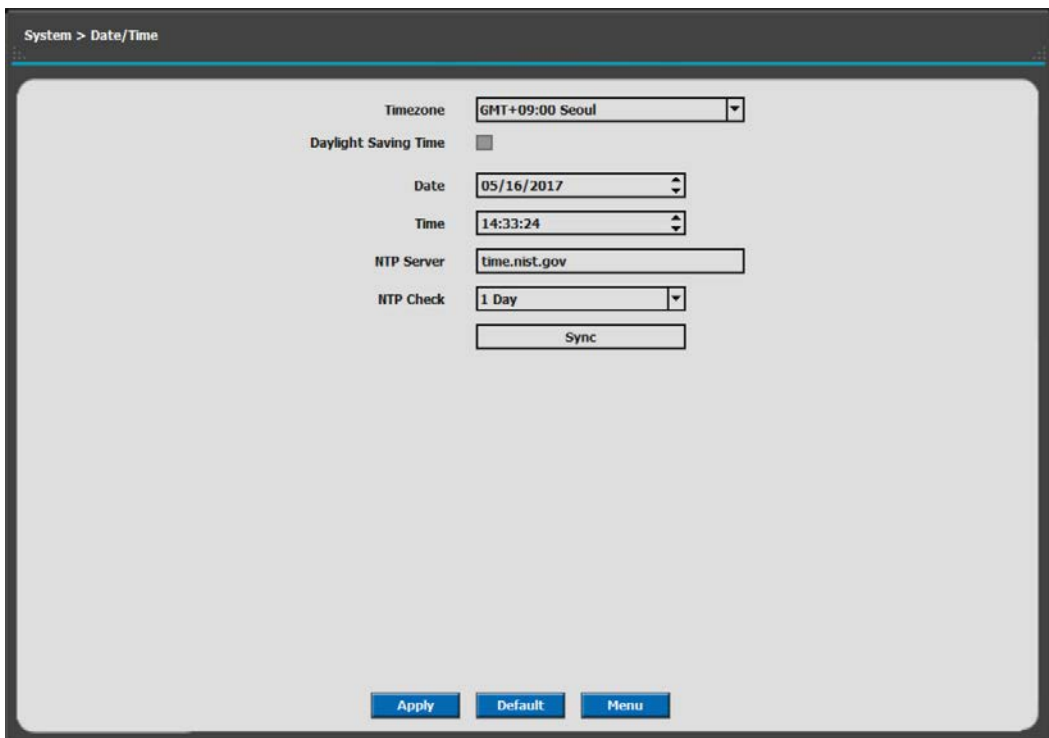 System > Date/Time
Timezone GMT+09:00 Seoul
Daylight Saving Time
Date 05/16/2017
Time 14:33:24
NTP Server time.nist.gov
NTP Check 1 Day
Sync
Apply Default Menu